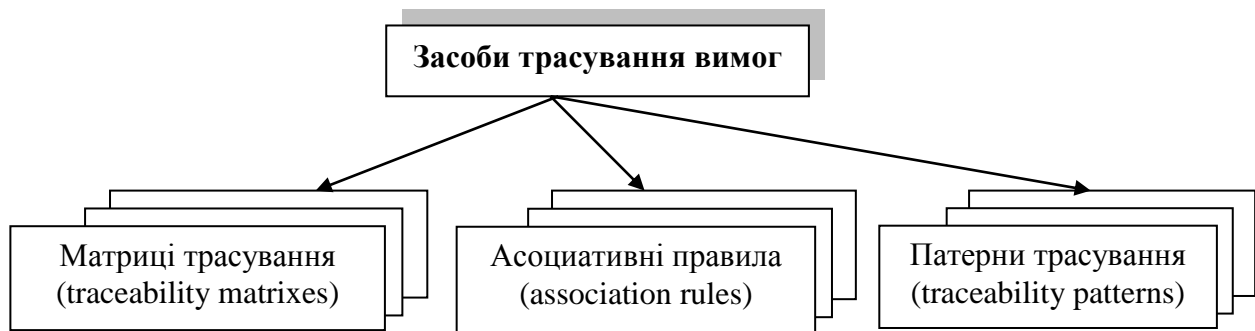 Засоби трасування вимог
Матриці трасування
(traceability matrixes)
Асоциативні правила
(association rules)
Патерни трасування
(traceability patterns)